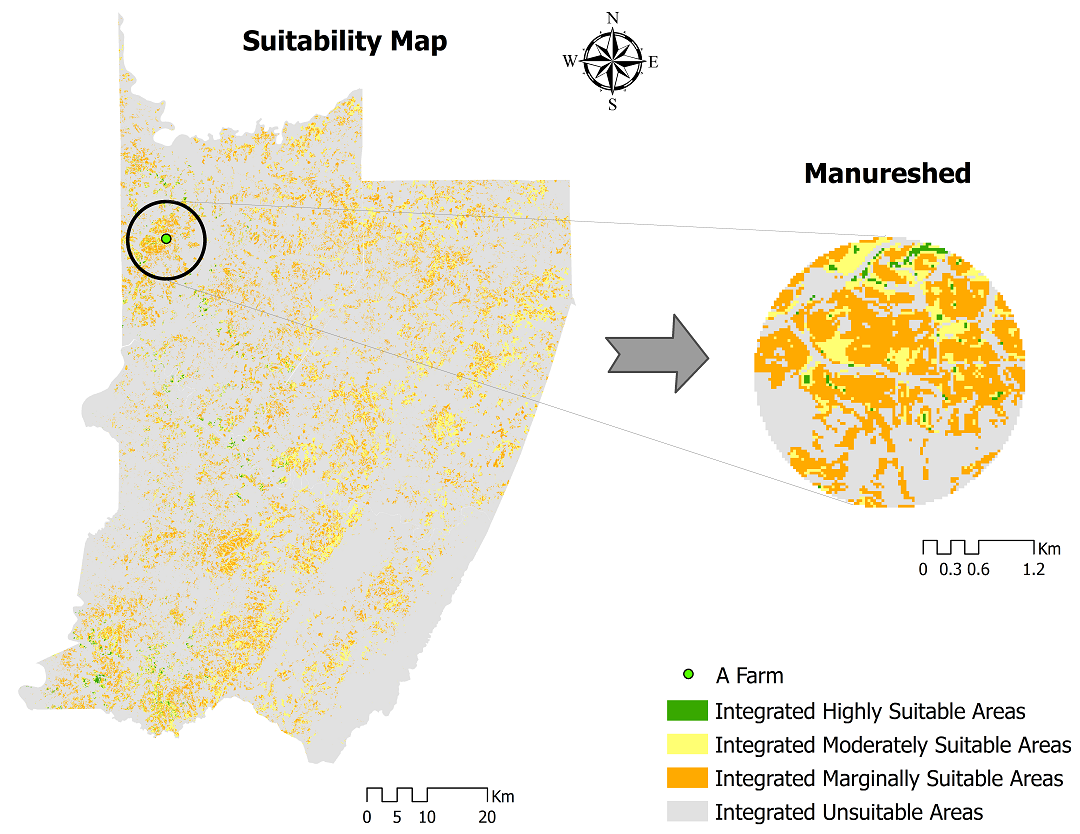 Suitability Map
N
W E
S
Manureshed
Km
0 0.3 0.6 1.2
A Farm
Integrated Highly Suitable Areas
Integrated Moderately Suitable Areas
Integrated Marginally Suitable Areas
Integrated Unsuitable Areas
Km
0 5 10 20